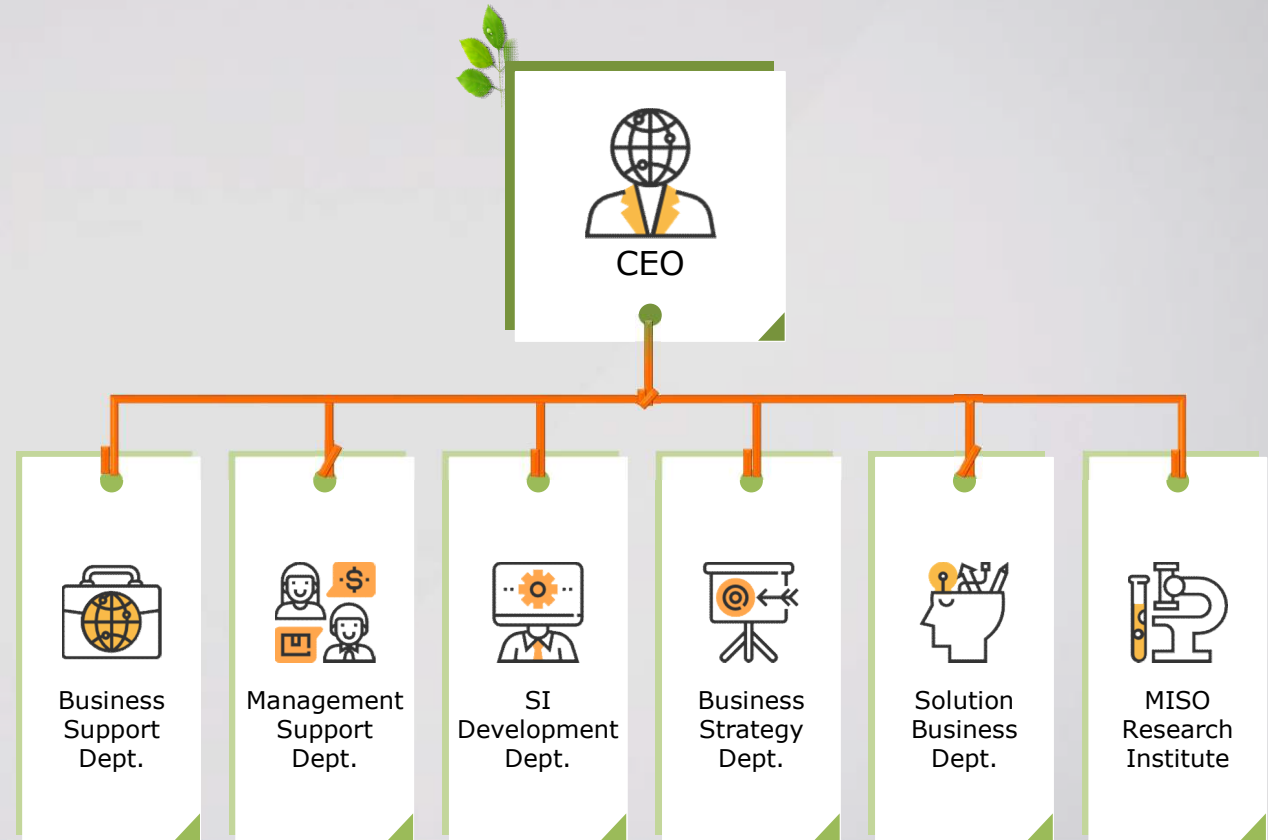 CEO
Business
Support
Dept.
Management
Support
Dept.
SI
Development
Dept.
Business
Strategy
Dept.
Solution
Business
Dept.
MISO
Research
Institute